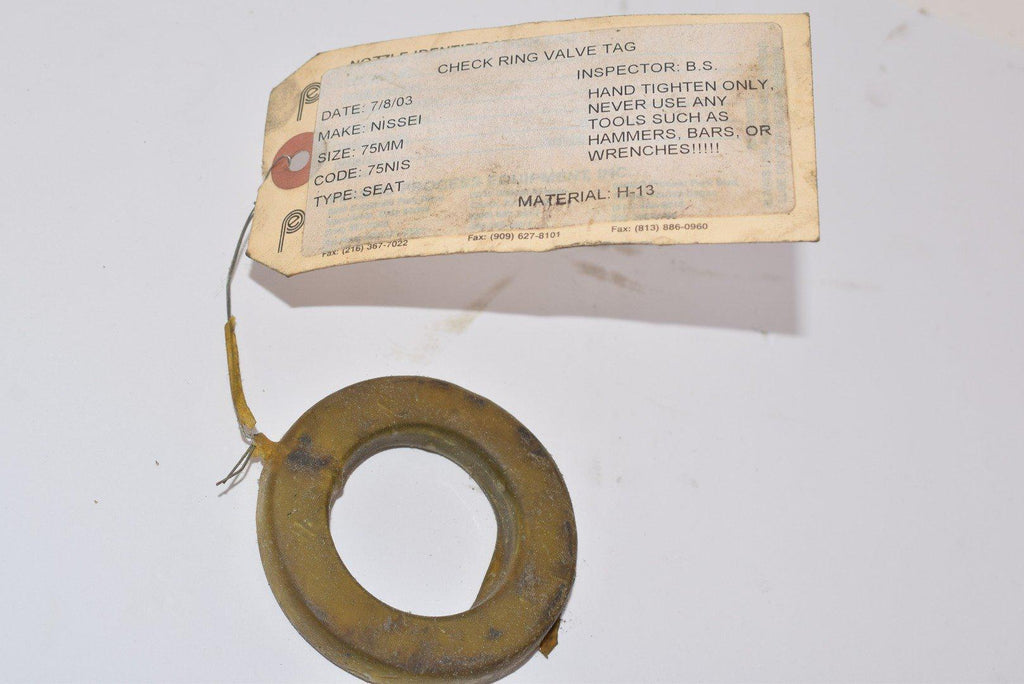 CHECK RING VALVE TAG
DATE: 7/8/03
MAKE: NISSEI
SIZE: 75MM
CODE: 75NIS
TYPE: SEAT
INSPECTOR: B.S.
HAND TIGHTEN ONLY,
NEVER USE ANY
TOOLS SUCH AS
HAMMERS, BARS, OR
WRENCHES!!!!!
MATERIAL: H-13
Fax: (216) 367-7022
Fax: (909) 627-8101
Fax: (813) 886-0960